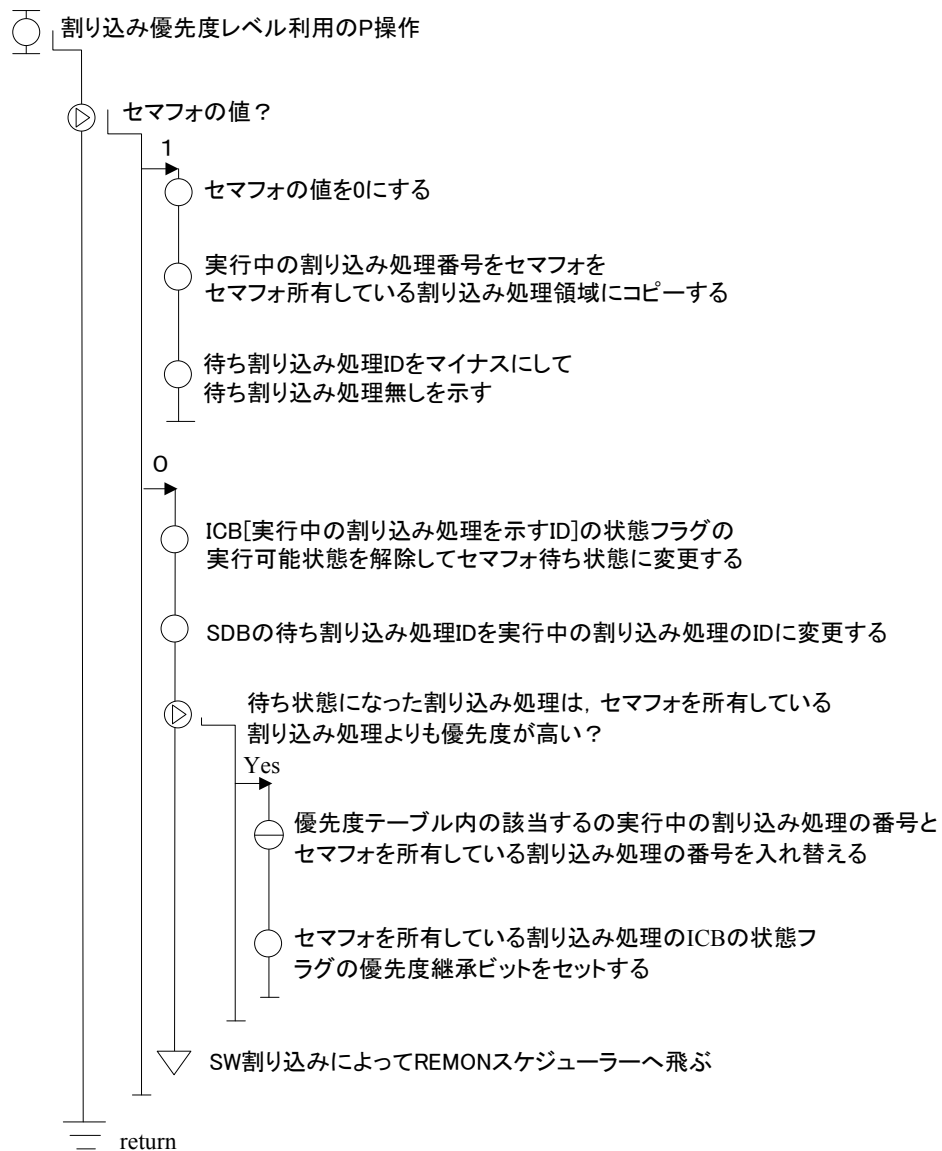 割り込み優先度レベル利用のP操作
セマフォの値？
1
セマフォの値を0にする
実行中の割り込み処理番号をセマフォを
セマフォ所有している割り込み処理領域にコピーする
待ち割り込み処理IDをマイナスにして
待ち割り込み処理無しを示す
0
ICB[実行中の割り込み処理を示すID]の状態フラグの
実行可能状態を解除してセマフォ待ち状態に変更する
SDBの待ち割り込み処理IDを実行中の割り込み処理のIDに変更する
待ち状態になった割り込み処理は，セマフォを所有している
割り込み処理よりも優先度が高い？
Yes
優先度テーブル内の該当するの実行中の割り込み処理の番号と
セマフォを所有している割り込み処理の番号を入れ替える
セマフォを所有している割り込み処理のICBの状態フ
ラグの優先度継承ビットをセットする
SW割り込みによってREMONスケジューラーへ飛ぶ
return